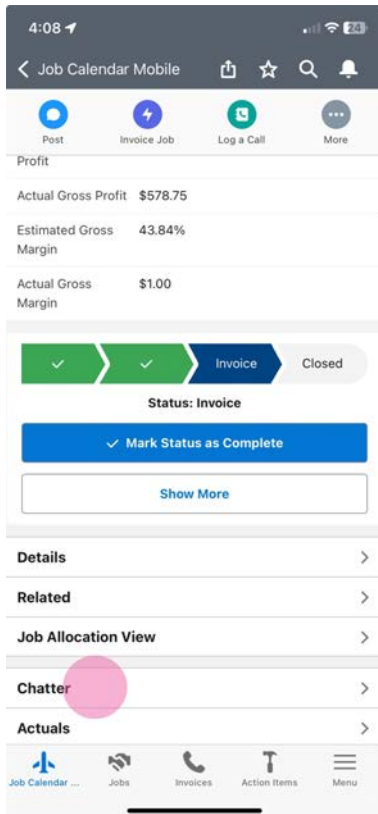 4:08
24
Job Calendar Mobile
Post
Invoice Job
Log a Call
More
Profit
Actual Gross Profit $578.75
Estimated Gross 43.84%
Margin
Actual Gross $1.00
Margin
Invoice
Closed
Status: Invoice
Mark Status as Complete
Show More
Details
Related
Job Allocation View
Chatter
Actuals
Job Calendar ...
Jobs
Invoices
Action Items
Menu